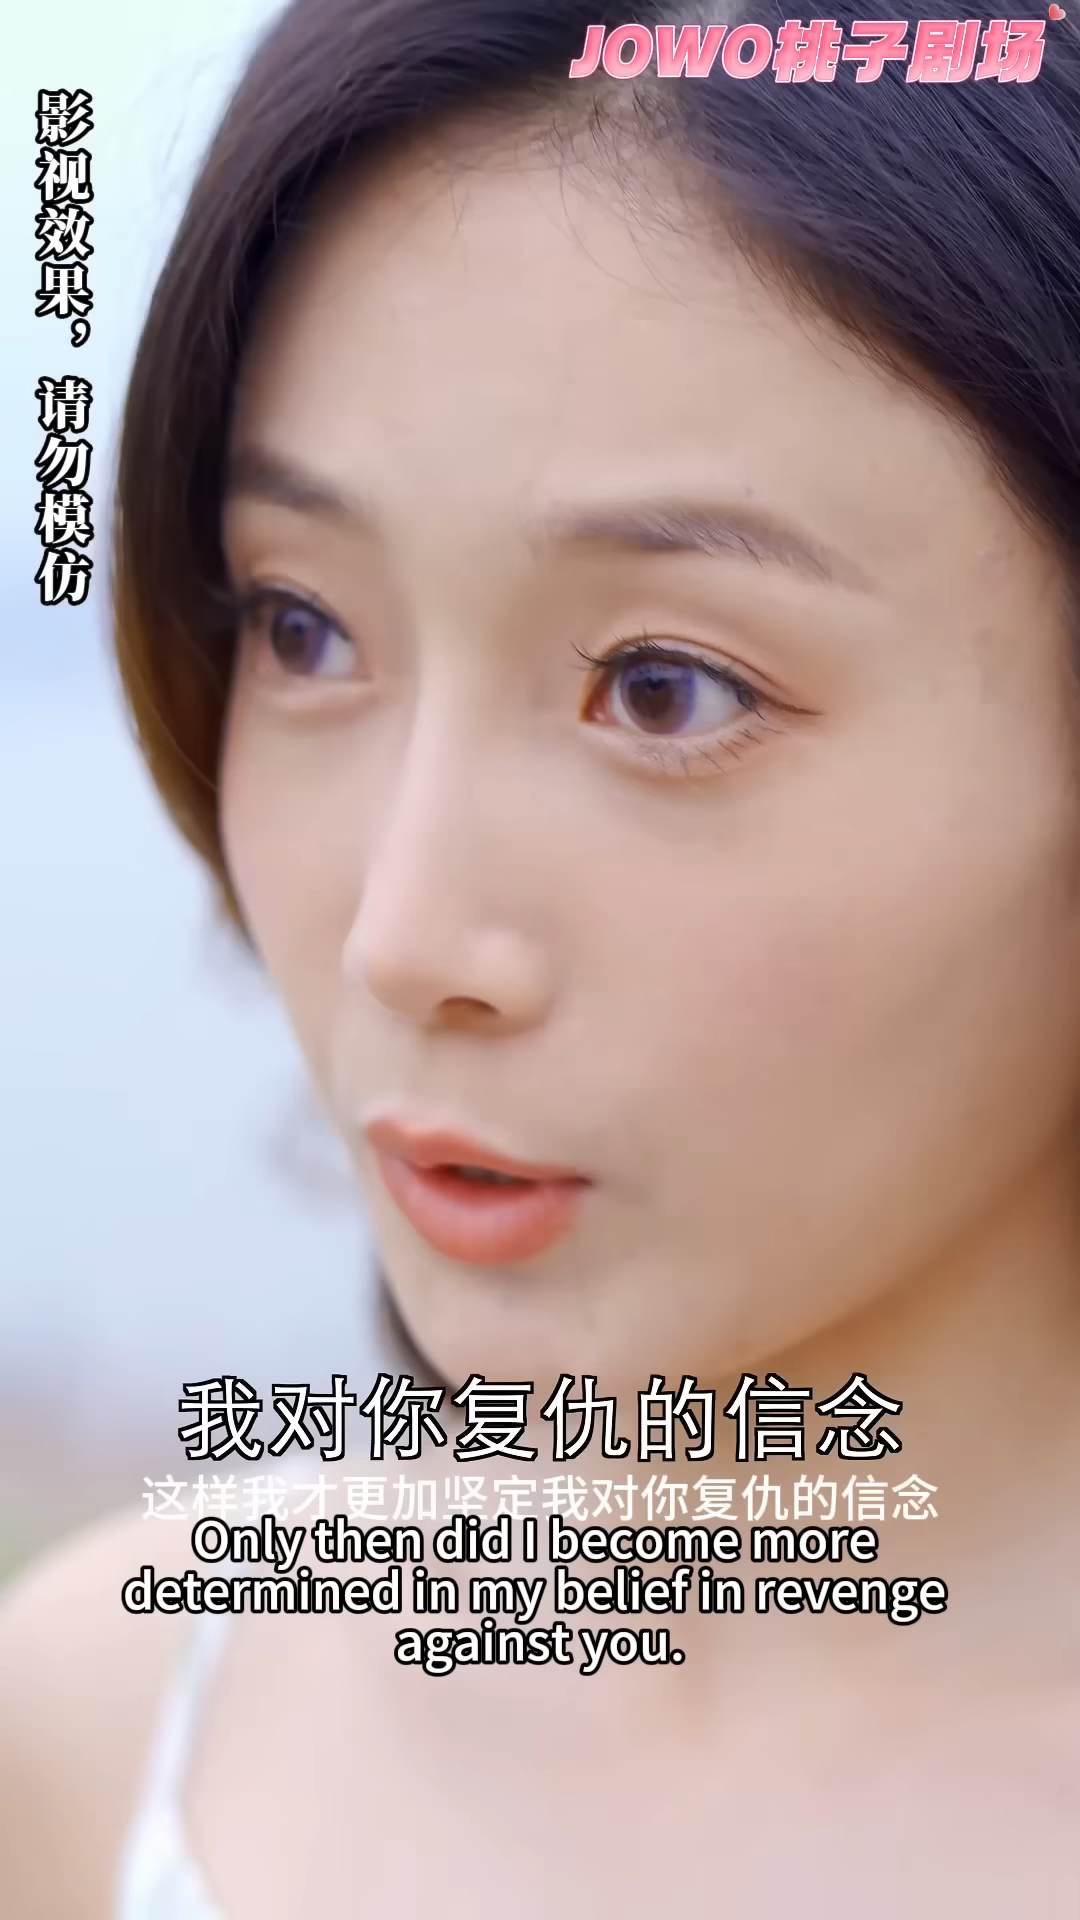 JOWO桃子剧场
影视效果，请勿模仿
我对你复仇的信念
这样我才更加坚定我对你复仇的信念
Only then did I become more
determined in my belief in revenge
against you.